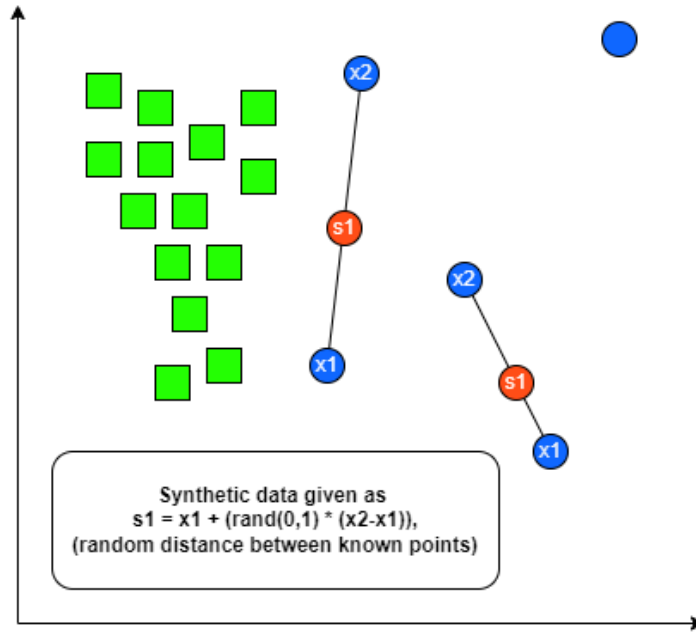 x2
s1
x1
x2
s1
x1
Synthetic data given as
s1 = x1 + (rand(0,1) * (x2-x1)),
(random distance between known points)